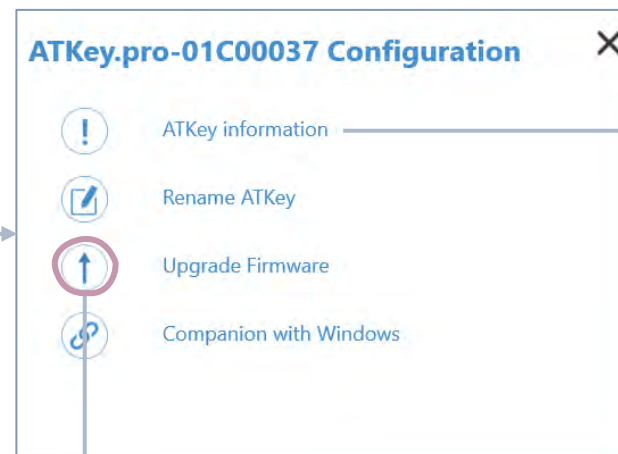 ATKey.pro-01C00037 Configuration
ATKey information
Rename ATKey
Upgrade Firmware
Companion with Windows